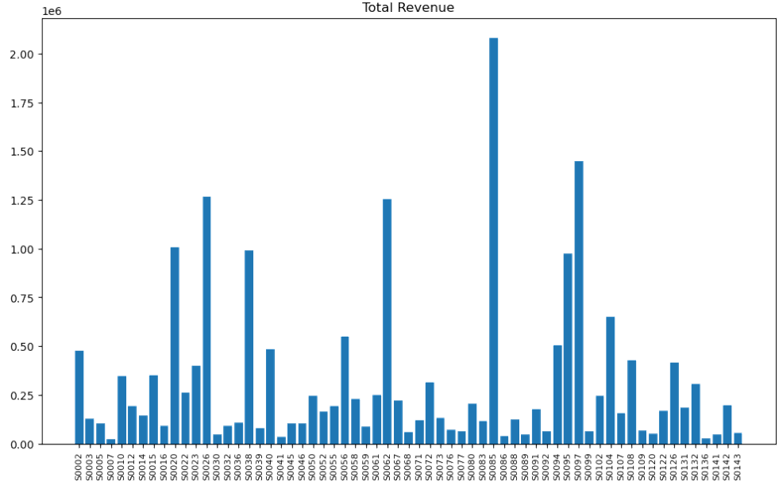 Total Revenue
1e6
2.00
1.75
1.50
1.25
1.00
0.75
0.50
0.25
0.00
S0002
S0003
S0005
S0007
S0010
S0012
S0014
S0015
S0016
S0020
S0022
S0023
S0026
S0030
S0032
S0036
S0038
S0039
S0040
S0041
S0045
S0046
S0050
S0052
S0055
S0056
S0058
S0059
S0061
S0062
S0067
S0068
S0071
S0072
S0073
S0076
S0077
S0080
S0083
S0085
S0086
S0088
S0089
S0091
S0092
S0094
S0095
S0097
S0099
S0102
S0104
S0107
S0108
S0109
S0120
S0122
S0126
S0131
S0132
S0136
S0141
S0142
S0143